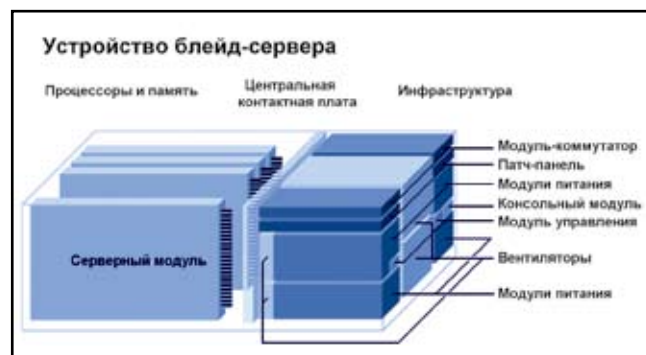 Устройство блейд-сервера
Процессоры и память
Центральная
контактная плата
Инфраструктура
Модуль-коммутатор
Патч-панель
Модули питания
Консольный модуль
Модуль управления
Вентиляторы
Модули питания
Серверный модуль